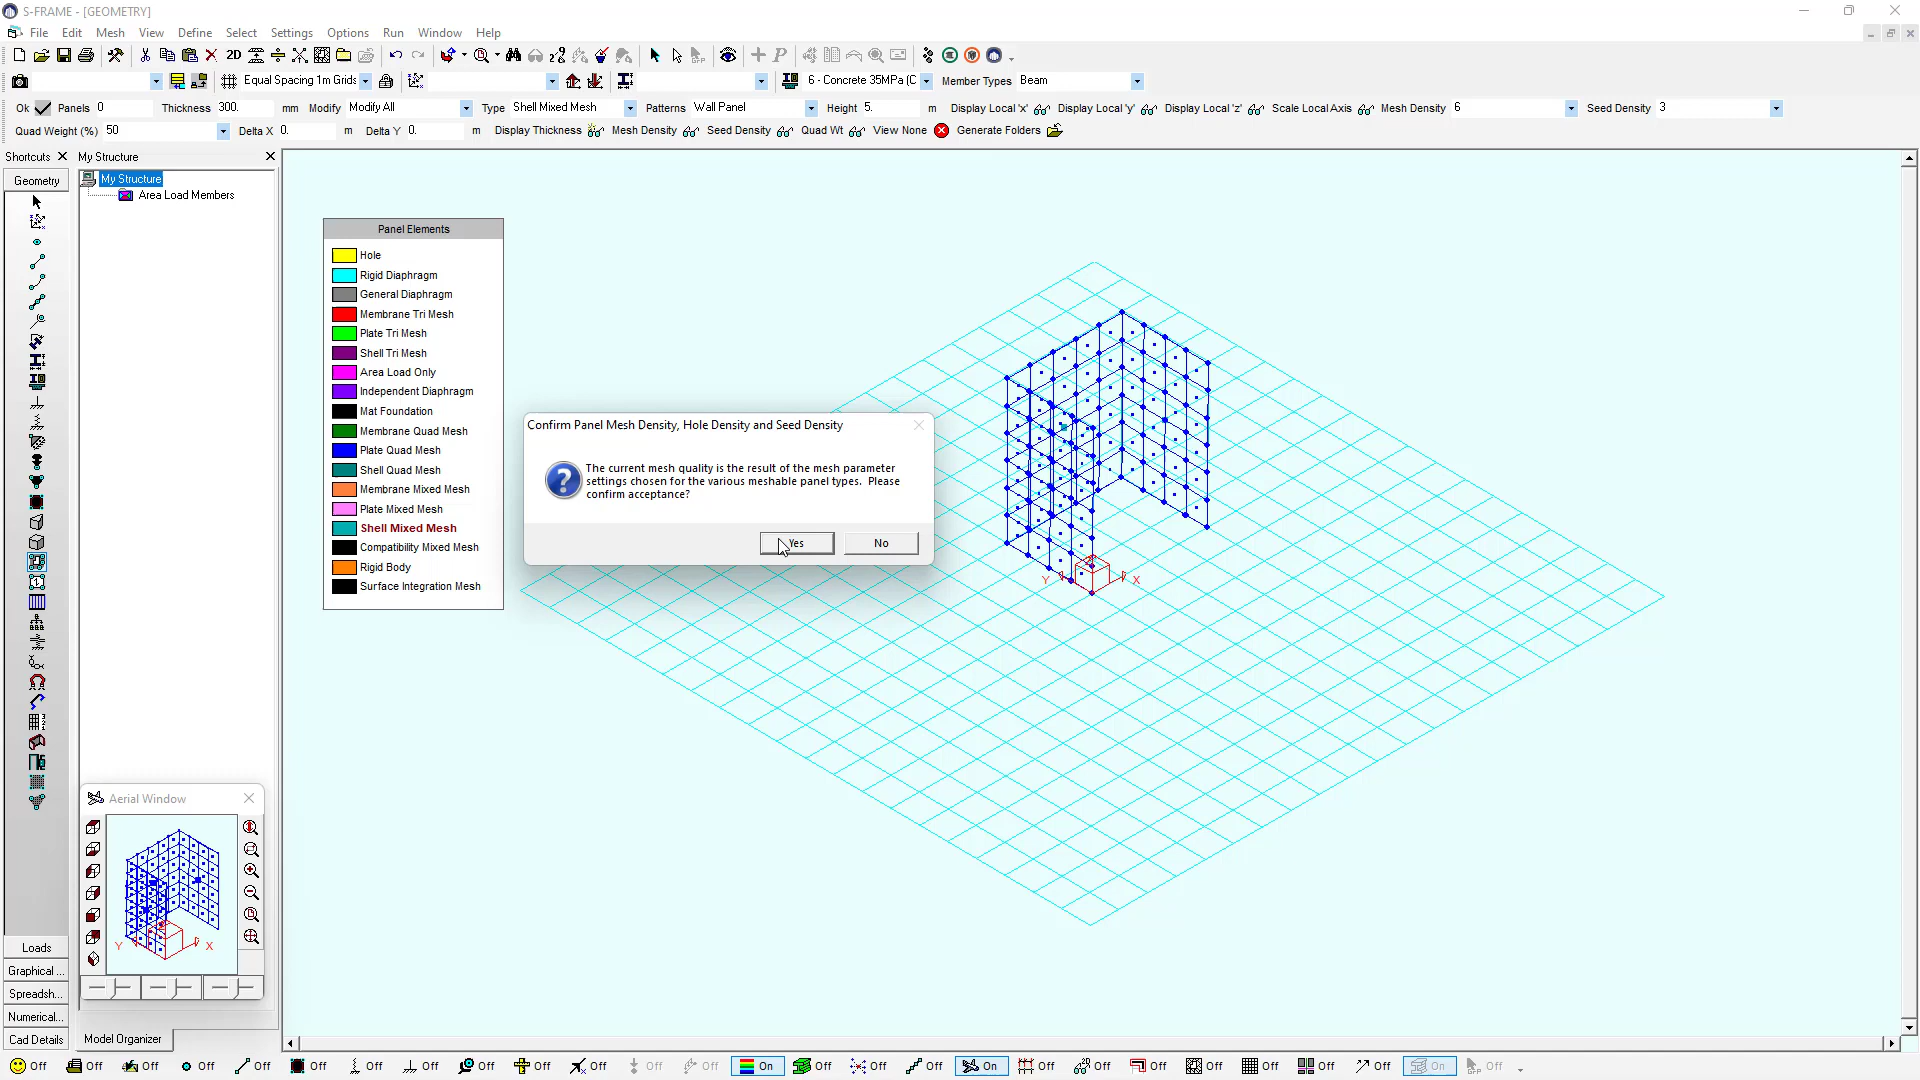 S-FRAME - [GEOMETRY]
File Edit Mesh View Define Select Settings Options Run Window Help
2D
Equal Spacing 1m Grids 6 - Concrete 35MPa (C Member Types Beam
Ok Panels 0 Thickness 300. mm Modify Modify All Type Shell Mixed Mesh Patterns Wall Panel Height 5. m Display Local 'x' Display Local 'y' Display Local 'z' Scale Local Axis Mesh Density 6 Seed Density 3
Quad Weight (%) 50 Delta X 0. m Delta Y 0. m Display Thickness Mesh Density Seed Density Quad Wt View None Generate Folders
Shortcuts My Structure
Geometry My Structure
Area Load Members
Panel Elements
Hole
Rigid Diaphragm
General Diaphragm
Membrane Tri Mesh
Plate Tri Mesh
Shell Tri Mesh
Area Load Only
Independent Diaphragm
Mat Foundation
Membrane Quad Mesh
Plate Quad Mesh
Shell Quad Mesh
Membrane Mixed Mesh
Plate Mixed Mesh
Shell Mixed Mesh
Compatibility Mixed Mesh
Rigid Body
Surface Integration Mesh
Confirm Panel Mesh Density, Hole Density and Seed Density
The current mesh quality is the result of the mesh parameter
settings chosen for the various meshable panel types. Please
confirm acceptance?
Yes No
Y X
Aerial Window
Y X
Loads
Graphical ...
Spreadsh...
Numerical...
Cad Details Model Organizer
Off Off Off Off Off Off Off Off Off Off Off Off Off On Off Off Off On Off Off Off Off Off Off Off On Off